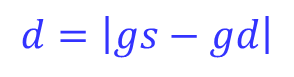 d = |gs − gd|